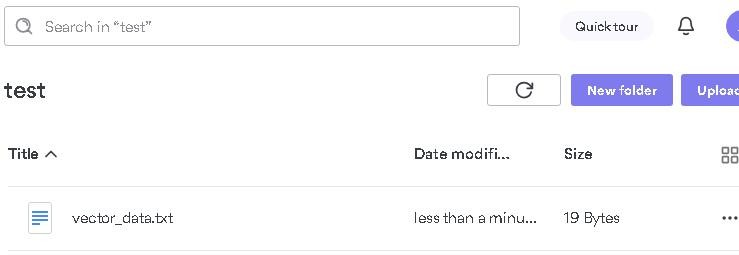 Search in “test”
Quick tour
test
New folder
Upload
Title
Date modifi...
Size
vector_data.txt
less than a minu...
19 Bytes